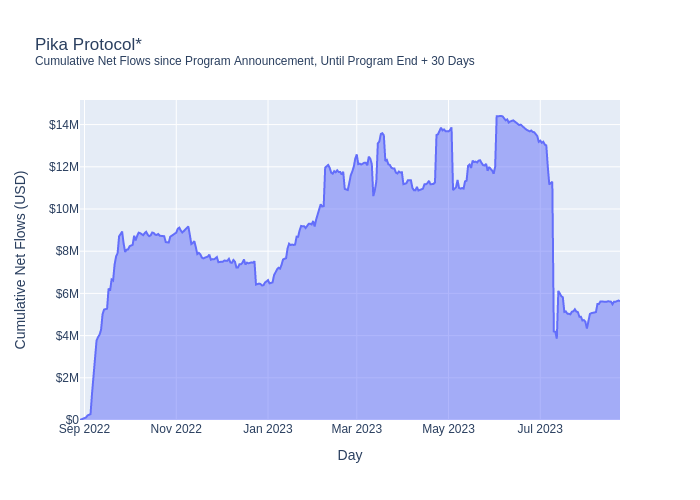 Pika Protocol*
Cumulative Net Flows since Program Announcement, Until Program End + 30 Days
Cumulative Net Flows (USD)
$14M
$12M
$10M
$8M
$6M
$4M
$2M
$0
Sep 2022 Nov 2022 Jan 2023 Mar 2023 May 2023 Jul 2023
Day